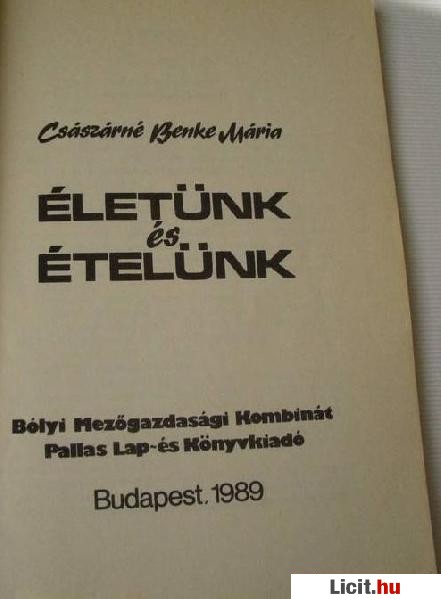 Császárné Benke Mária
ÉLETÜNK
és
ÉTELÜNK
Bólyi Mezőgazdasági Kombinát
Pallas Lap-és Könyvkiadó
Budapest.1989
Licit.hu